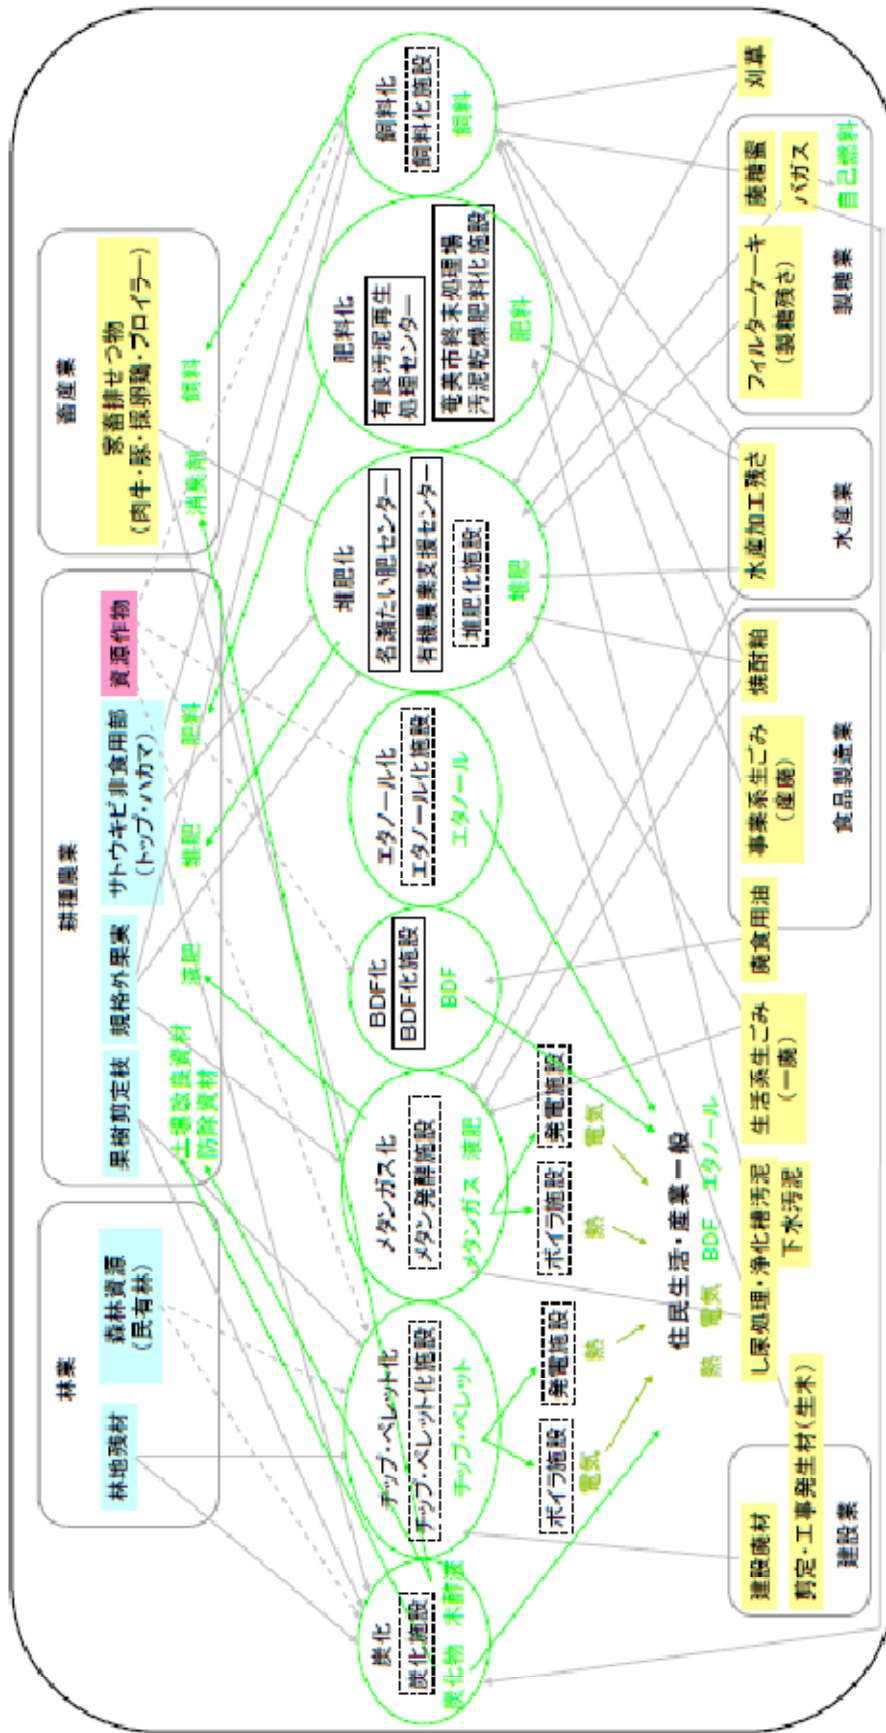 林業
林地残材
森林資源
(民有林)
耕種農業
果樹剪定枝
規格外果実
サトウキビ非食用部
(トップ・ハカマ)
資源作物
土壌改良資材
防除資材
液肥
堆肥
肥料
畜産業
家畜排せつ物
(肉牛・豚・採卵鶏・ブロイラー)
消臭剤
飼料
炭化
炭化施設
炭化物 木酢液
チップ・ペレット化
チップ・ペレット化施設
チップ・ペレット
メタンガス化
メタン発酵施設
メタンガス 液肥
BDF化
BDF化施設
BDF
エタノール化
エタノール化施設
エタノール
堆肥化
名瀬たい肥センター
有機農業支援センター
堆肥化施設
堆肥
肥料化
有良汚泥再生
処理センター
奄美市終末処理場
汚泥乾燥肥料化施設
肥料
飼料化
飼料化施設
飼料
ボイラ施設
発電施設
ボイラ施設
発電施設
電気
熱
熱
電気
住民生活・産業一般
熱 電気 BDF エタノール
建設廃材
剪定・工事発生材(生木)
建設業
し尿処理・浄化槽汚泥
下水汚泥
生活系生ごみ
(一廃)
廃食用油
事業系生ごみ
(産廃)
焼酎粕
食品製造業
水産加工残さ
水産業
フィルターケーキ
(製糖残さ)
廃糖蜜
バガス
製糖業
自己燃料
刈草